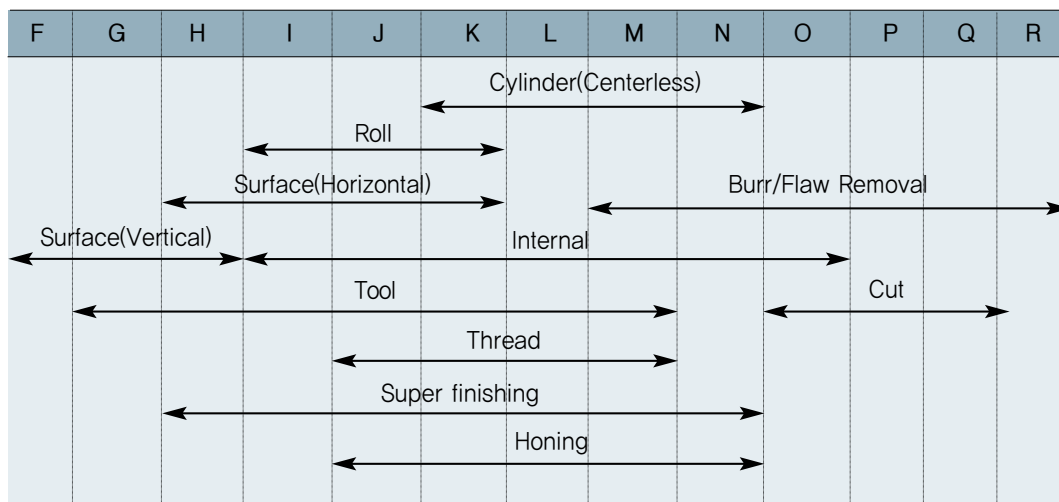 F G H I J K L M N O P Q R
Cylinder(Centerless)
Roll
Surface(Horizontal) Burr/Flaw Removal
Surface(Vertical) Internal
Tool Cut
Thread
Super finishing
Honing